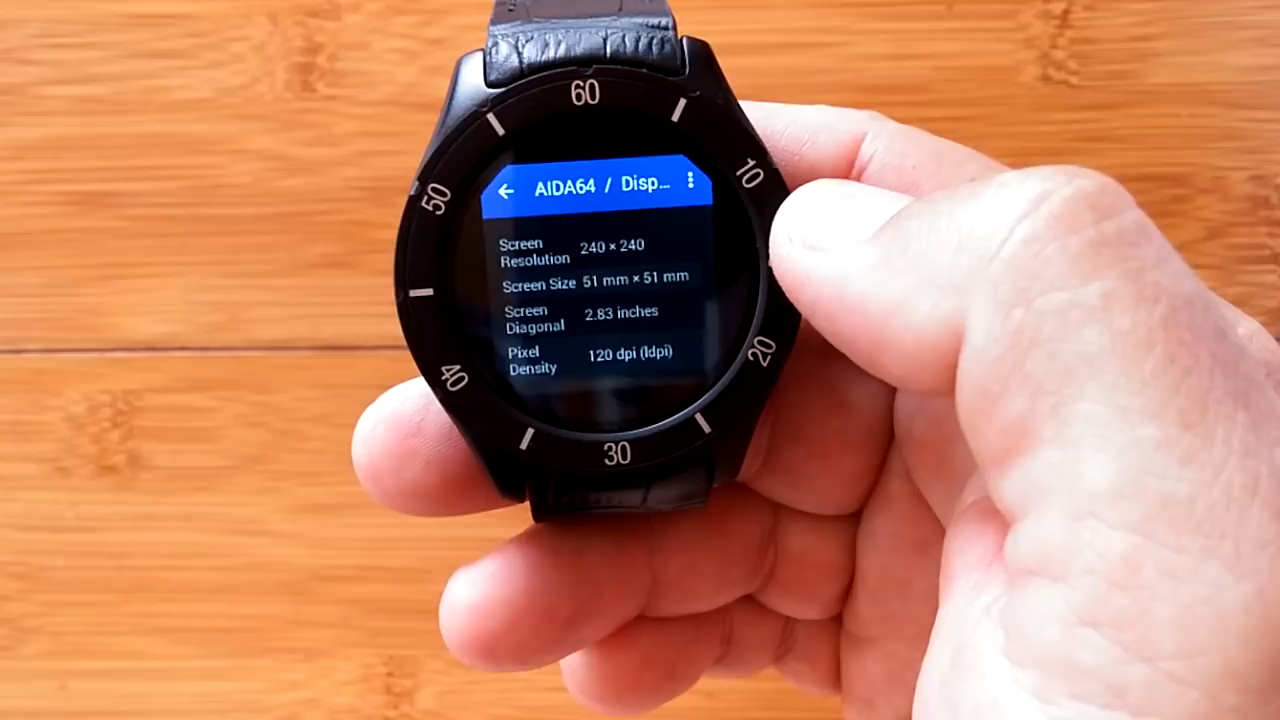 60
10
20
30
40
50
← AIDA64 / Disp...
Screen Resolution 240 × 240
Screen Size 51 mm × 51 mm
Screen Diagonal 2.83 inches
Pixel Density 120 dpi (ldpi)